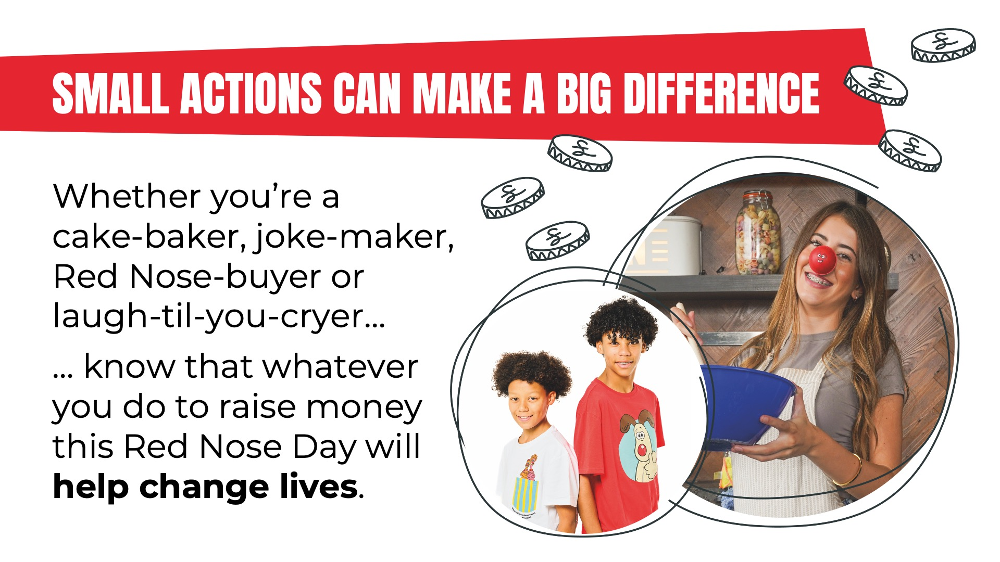 SMALL ACTIONS CAN MAKE A BIG DIFFERENCE
Whether you’re a
cake-baker, joke-maker,
Red Nose-buyer or
laugh-til-you-cryer...
... know that whatever
you do to raise money
this Red Nose Day will
help change lives.
£
£
£
£
£
£